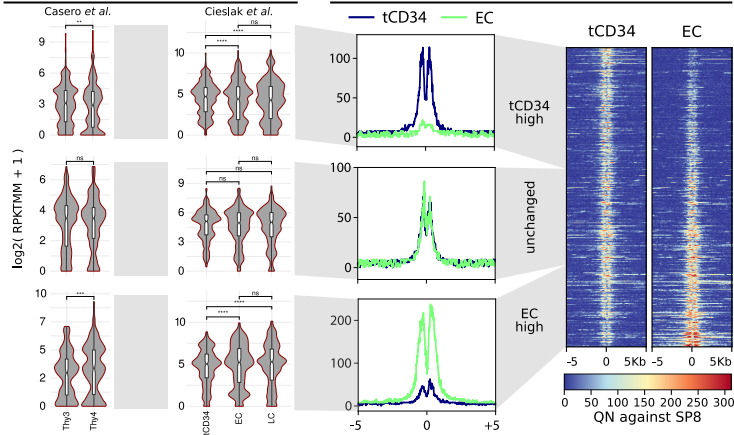 Casero et al.
Cieslak et al.
tCD34
EC
tCD34
EC
log2( RPKTMM + 1 )
**
9
6
3
0
ns
****
****
10
5
0
100
50
0
tCD34
high
ns
6
4
2
0
ns
ns
ns
9
6
3
0
100
50
0
unchanged
***
10
5
2
0
ns
****
****
10
5
0
200
100
0
EC
high
Thy3
Thy4
tCD34
EC
LC
-5
0
+5
-5
0
5Kb
-5
0
5Kb
0
50
100
150
200
250
300
QN against SP8